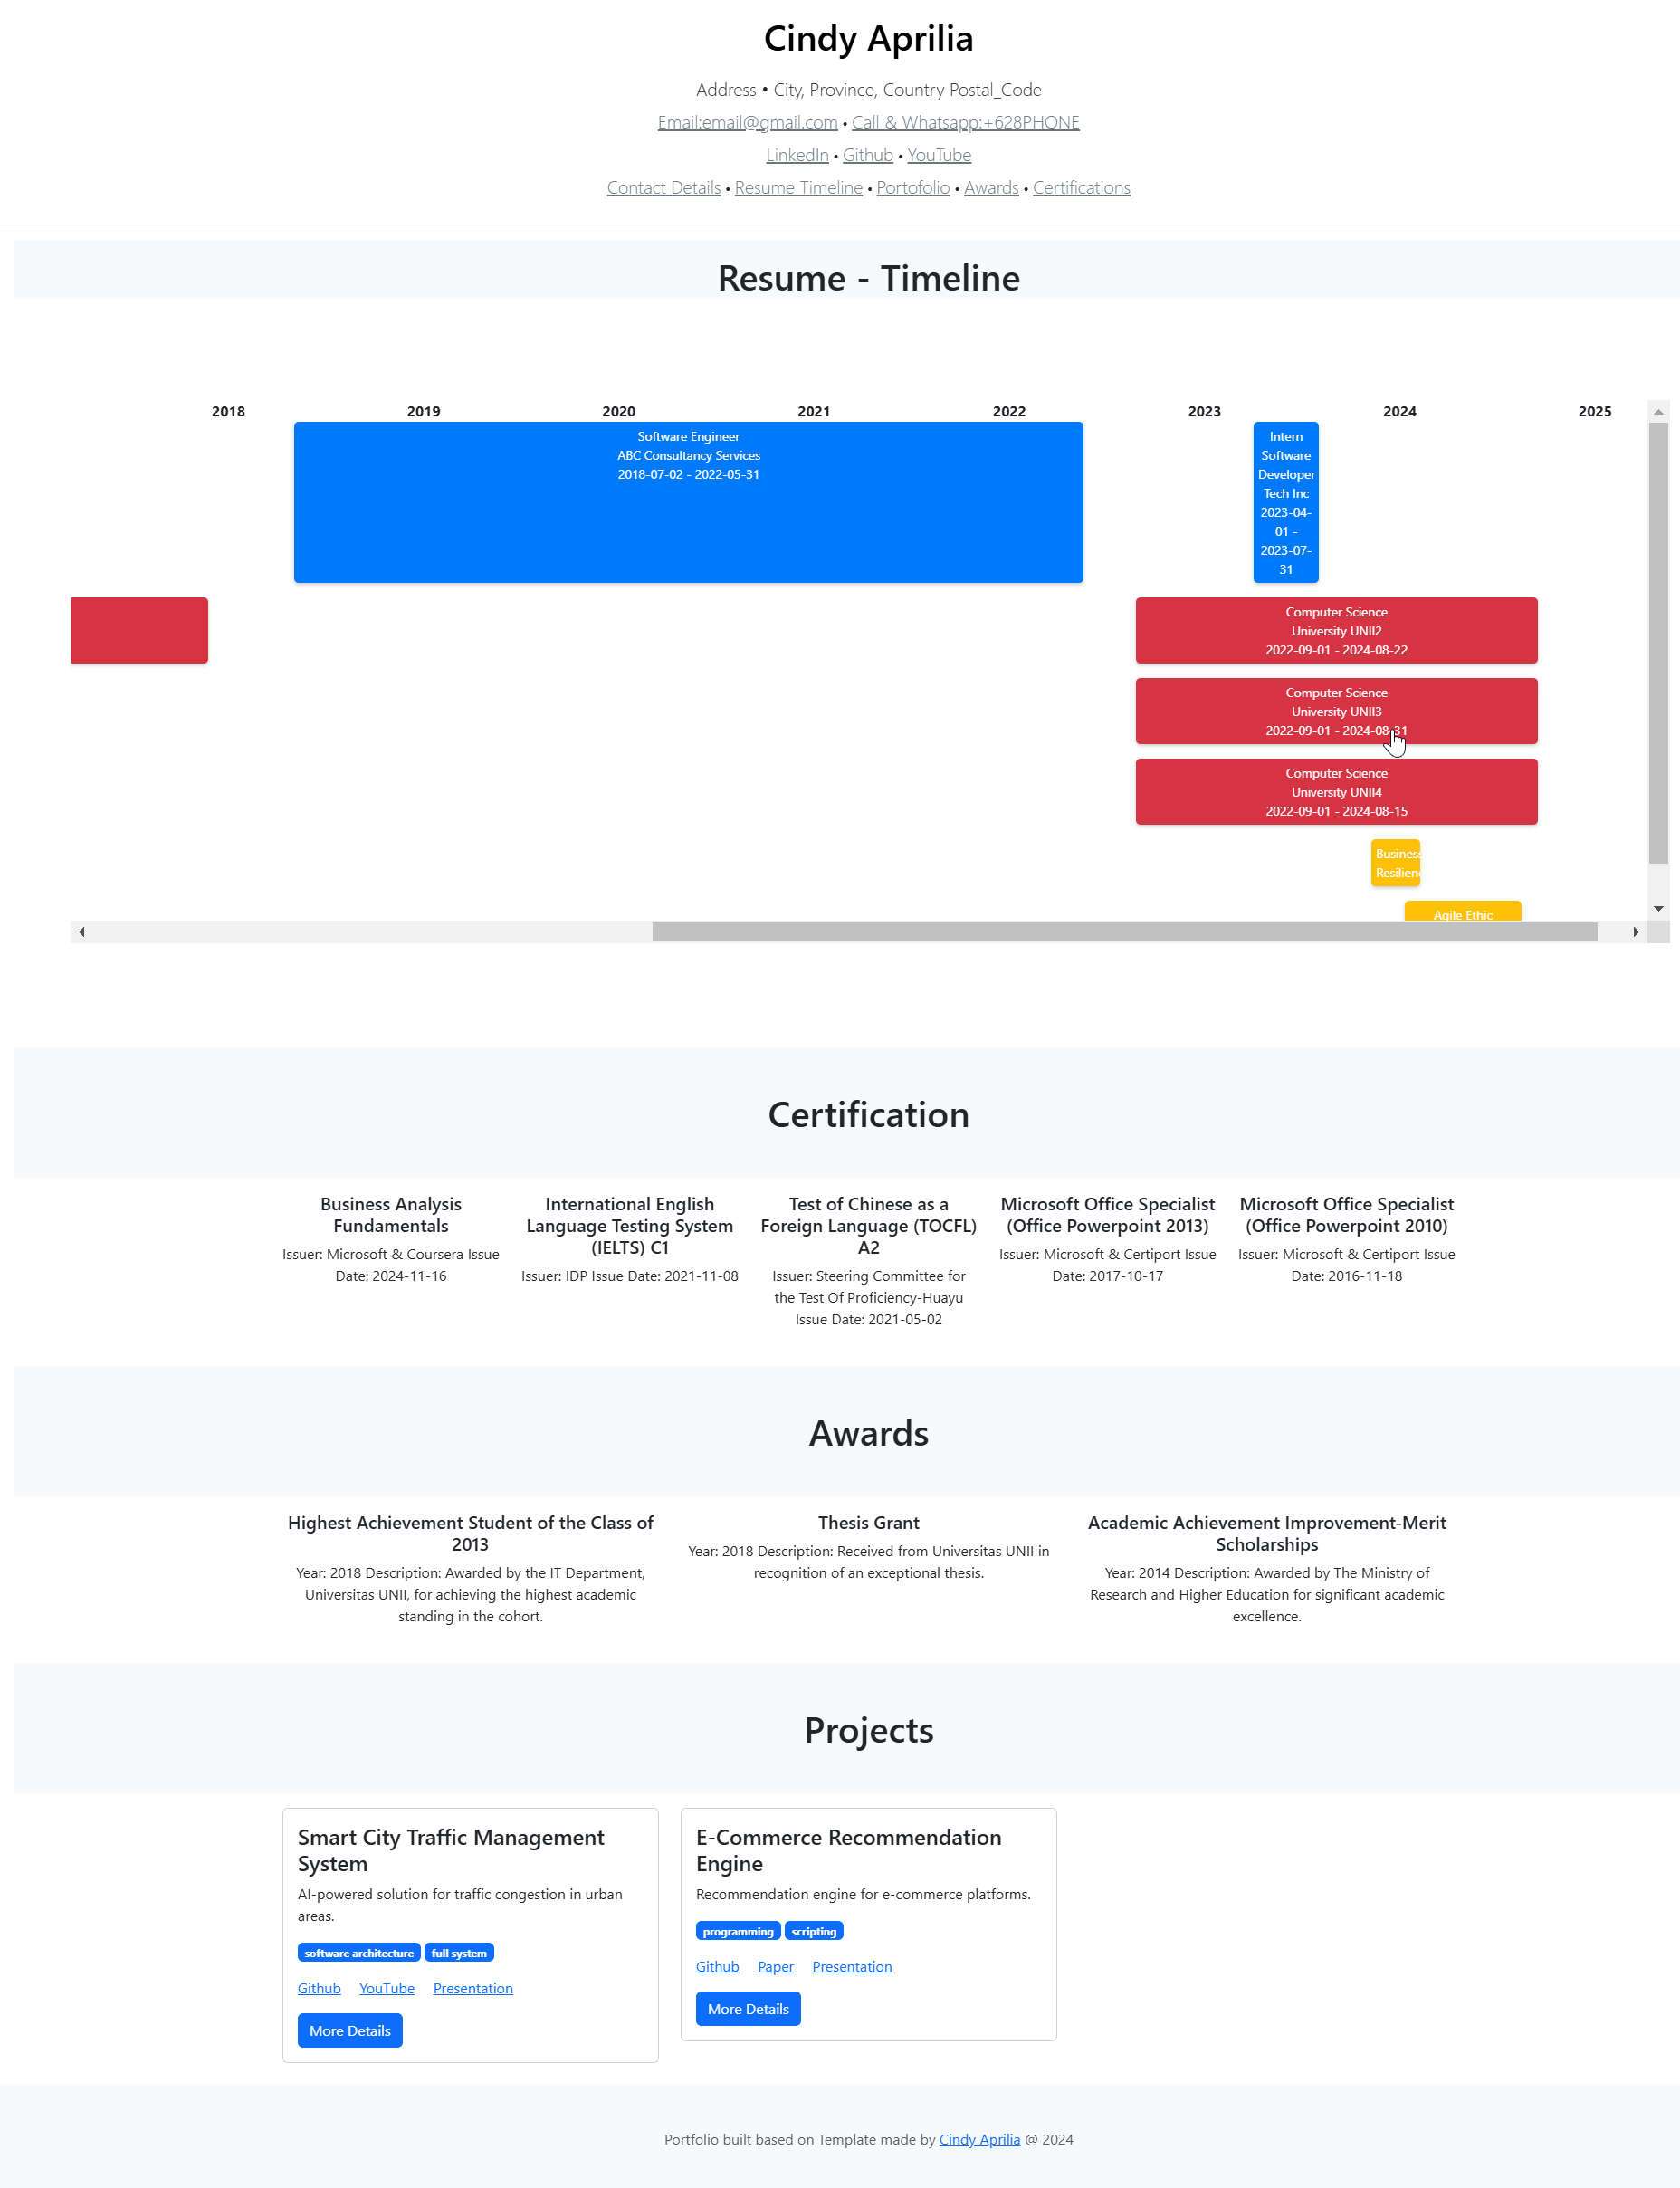 Cindy Aprilia
Address • City, Province, Country Postal_Code
Email:email@gmail.com • Call & Whatsapp:+628PHONE
LinkedIn • Github • YouTube
Contact Details • Resume Timeline • Portofolio • Awards • Certifications
Resume - Timeline
2018 2019 2020 2021 2022 2023 2024 2025
Software Engineer
ABC Consultancy Services
2018-07-02 - 2022-05-31
Intern
Software
Developer
Tech Inc
2023-04-
01 -
2023-07-
31
Computer Science
University UNII2
2022-09-01 - 2024-08-22
Computer Science
University UNII3
2022-09-01 - 2024-08-31
Computer Science
University UNII4
2022-09-01 - 2024-08-15
Busines
Resilien
Agile Ethic
Certification
Business Analysis
Fundamentals
Issuer: Microsoft & Coursera Issue
Date: 2024-11-16
International English
Language Testing System
(IELTS) C1
Issuer: IDP Issue Date: 2021-11-08
Test of Chinese as a
Foreign Language (TOCFL)
A2
Issuer: Steering Committee for
the Test Of Proficiency-Huayu
Issue Date: 2021-05-02
Microsoft Office Specialist
(Office Powerpoint 2013)
Issuer: Microsoft & Certiport Issue
Date: 2017-10-17
Microsoft Office Specialist
(Office Powerpoint 2010)
Issuer: Microsoft & Certiport Issue
Date: 2016-11-18
Awards
Highest Achievement Student of the Class of
2013
Year: 2018 Description: Awarded by the IT Department,
Universitas UNII, for achieving the highest academic
standing in the cohort.
Thesis Grant
Year: 2018 Description: Received from Universitas UNII in
recognition of an exceptional thesis.
Academic Achievement Improvement-Merit
Scholarships
Year: 2014 Description: Awarded by The Ministry of
Research and Higher Education for significant academic
excellence.
Projects
Smart City Traffic Management
System
AI-powered solution for traffic congestion in urban
areas.
software architecture full system
Github YouTube Presentation
More Details
E-Commerce Recommendation
Engine
Recommendation engine for e-commerce platforms.
programming scripting
Github Paper Presentation
More Details
Portfolio built based on Template made by Cindy Aprilia @ 2024